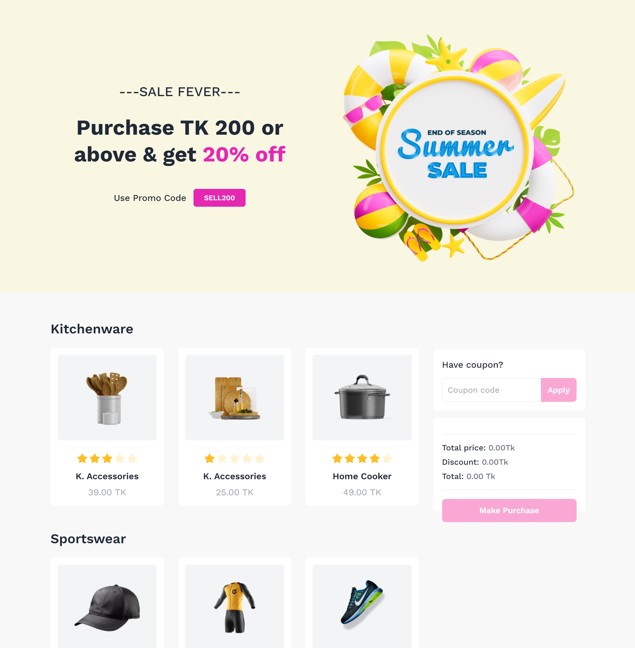 ---SALE FEVER---
Purchase TK 200 or
above & get 20% off
Use Promo Code SELL200
END OF SEASON
Summer
SALE
Kitchenware
K. Accessories
39.00 TK
K. Accessories
25.00 TK
Home Cooker
49.00 TK
Have coupon?
Coupon code Apply
Total price: 0.00Tk
Discount: 0.00Tk
Total: 0.00 Tk
Make Purchase
Sportswear